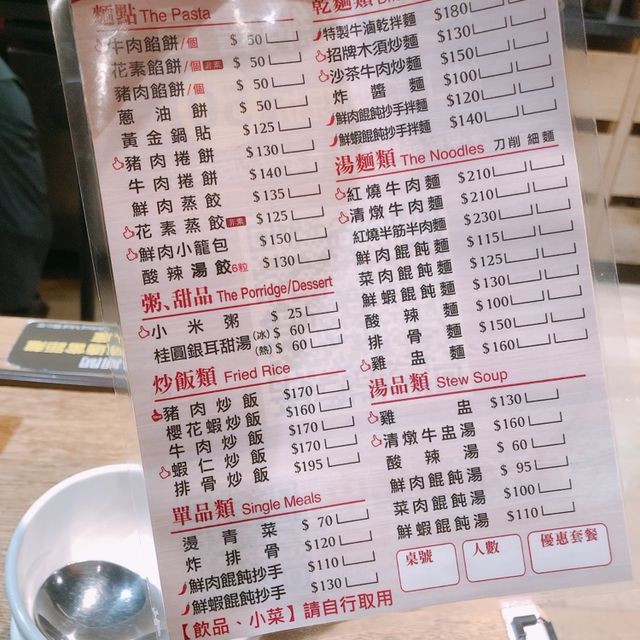 麵點 The Pasta
牛肉餡餅/個 $ 50
花素餡餅/個 非素 $ 50
豬肉餡餅/個 $ 50
蔥油餅 $ 50
黃金鍋貼 $125
豬肉捲餅 $130
牛肉捲餅 $140
鮮肉蒸餃 $135
花素蒸餃 非素 $125
鮮肉小籠包 $150
酸辣湯餃6粒 $130
粥、甜品 The Porridge/Dessert
小米粥 $ 25
桂圓銀耳甜湯 (冰) $ 60
(熱) $ 60
炒飯類 Fried Rice
豬肉炒飯 $170
櫻花蝦炒飯 $160
牛肉炒飯 $170
蝦仁炒飯 $170
排骨炒飯 $195
單品類 Single Meals
燙青菜 $ 70
炸排骨 $120
鮮肉餛飩抄手 $110
鮮蝦餛飩抄手 $130
【飲品、小菜】請自行取用
乾麵類
特製牛滷乾拌麵 $180
招牌木須炒麵 $130
沙茶牛肉炒麵 $150
炸醬麵 $100
鮮肉餛飩抄手拌麵 $120
鮮蝦餛飩抄手拌麵 $140
湯麵類 The Noodles 刀削 細麵
紅燒牛肉麵 $210
清燉牛肉麵 $210
紅燒半筋半肉麵 $230
鮮肉餛飩麵 $115
菜肉餛飩麵 $125
鮮蝦餛飩麵 $130
酸辣麵 $100
排骨麵 $150
雞盅麵 $160
湯品類 Stew Soup
雞盅 $130
清燉牛盅湯 $160
酸辣湯 $ 60
鮮肉餛飩湯 $ 95
菜肉餛飩湯 $100
鮮蝦餛飩湯 $110
桌號
人數
優惠套餐